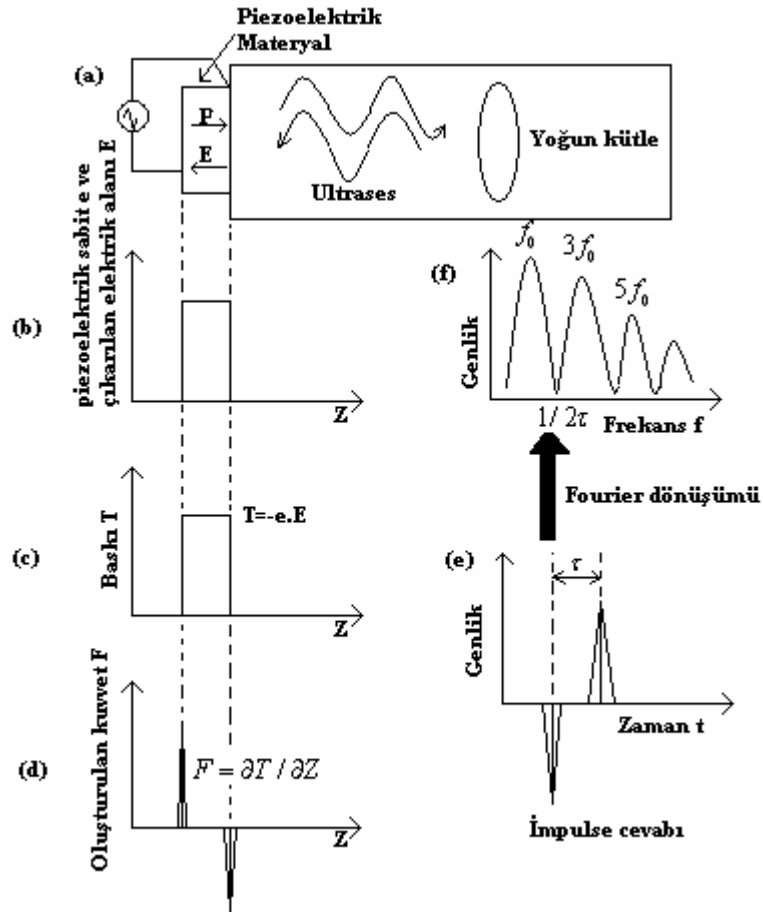 Piezoelektrik
Materyal
(a)
P
E
Ultrases
Yoğun kütle
piezoelektrik sabit e ve
çıkarılan elektrik alanı E
(b)
Z
(c)
Baskı T
T=-e.E
Z
(d)
Oluşturulan kuvvet F
F = ∂T / ∂Z
Z
(f)
Genlik
f₀
3f₀
5f₀
1/ 2τ
Frekans f
Fourier dönüşümü
(e)
τ
Genlik
Zaman t
İmpulse cevabı